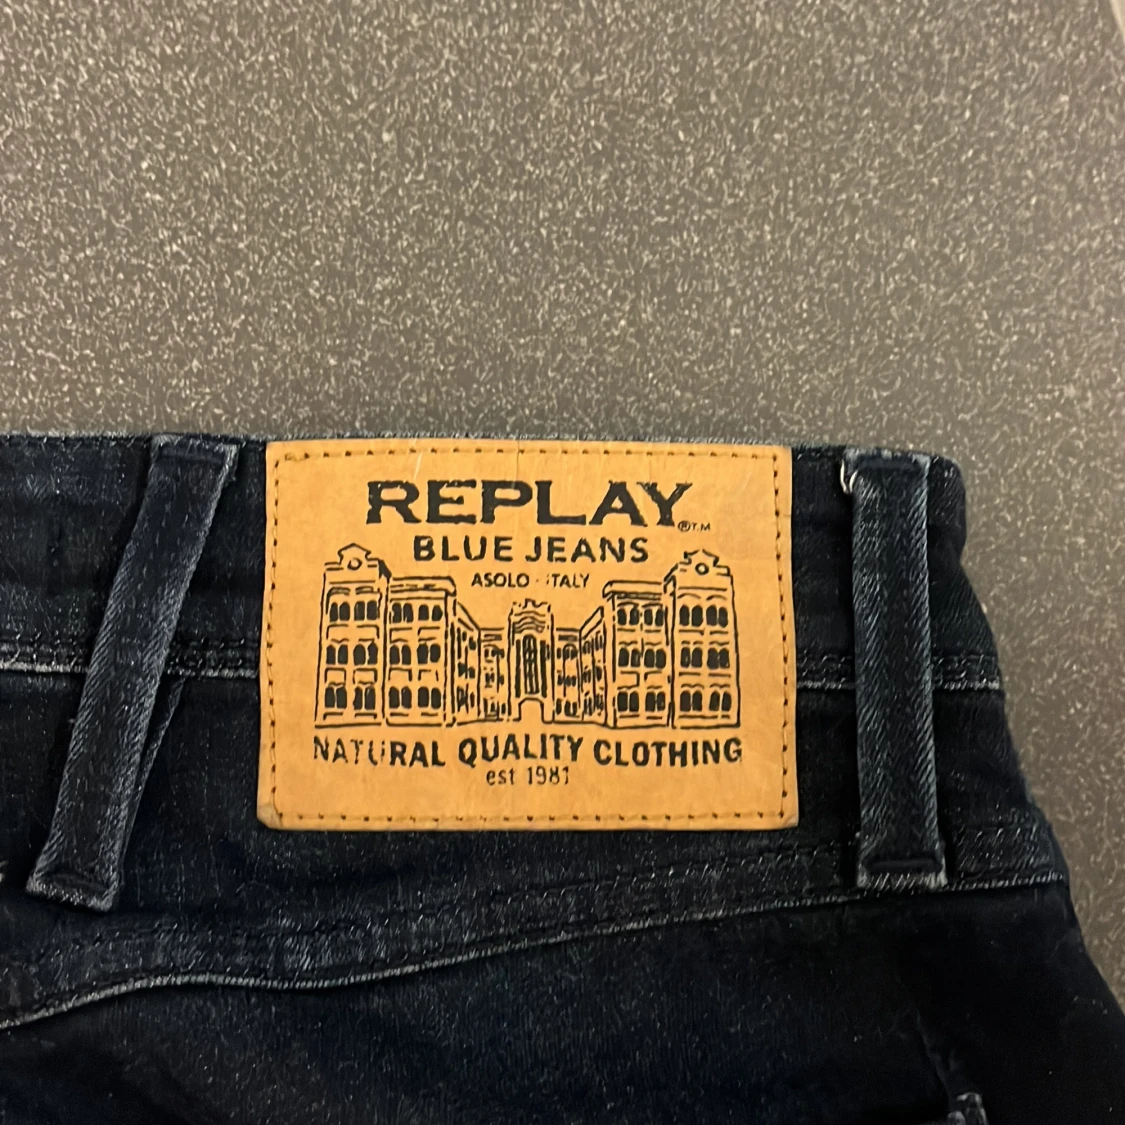 REPLAY
®T.M
BLUE JEANS
ASOLO · ITALY
NATURAL QUALITY CLOTHING
est 1981